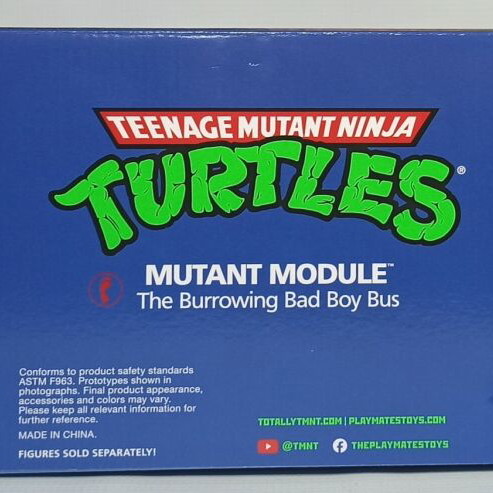 TEENAGE MUTANT NINJA
TURTLES®
MUTANT MODULE™
The Burrowing Bad Boy Bus
Conforms to product safety standards
ASTM F963. Prototypes shown in
photographs. Final product appearance,
accessories and colors may vary.
Please keep all relevant information for
further reference.
MADE IN CHINA.
FIGURES SOLD SEPARATELY!
TOTALLYTMNT.COM | PLAYMATESTOYS.COM
@TMNT THEPLAYMATESTOYS